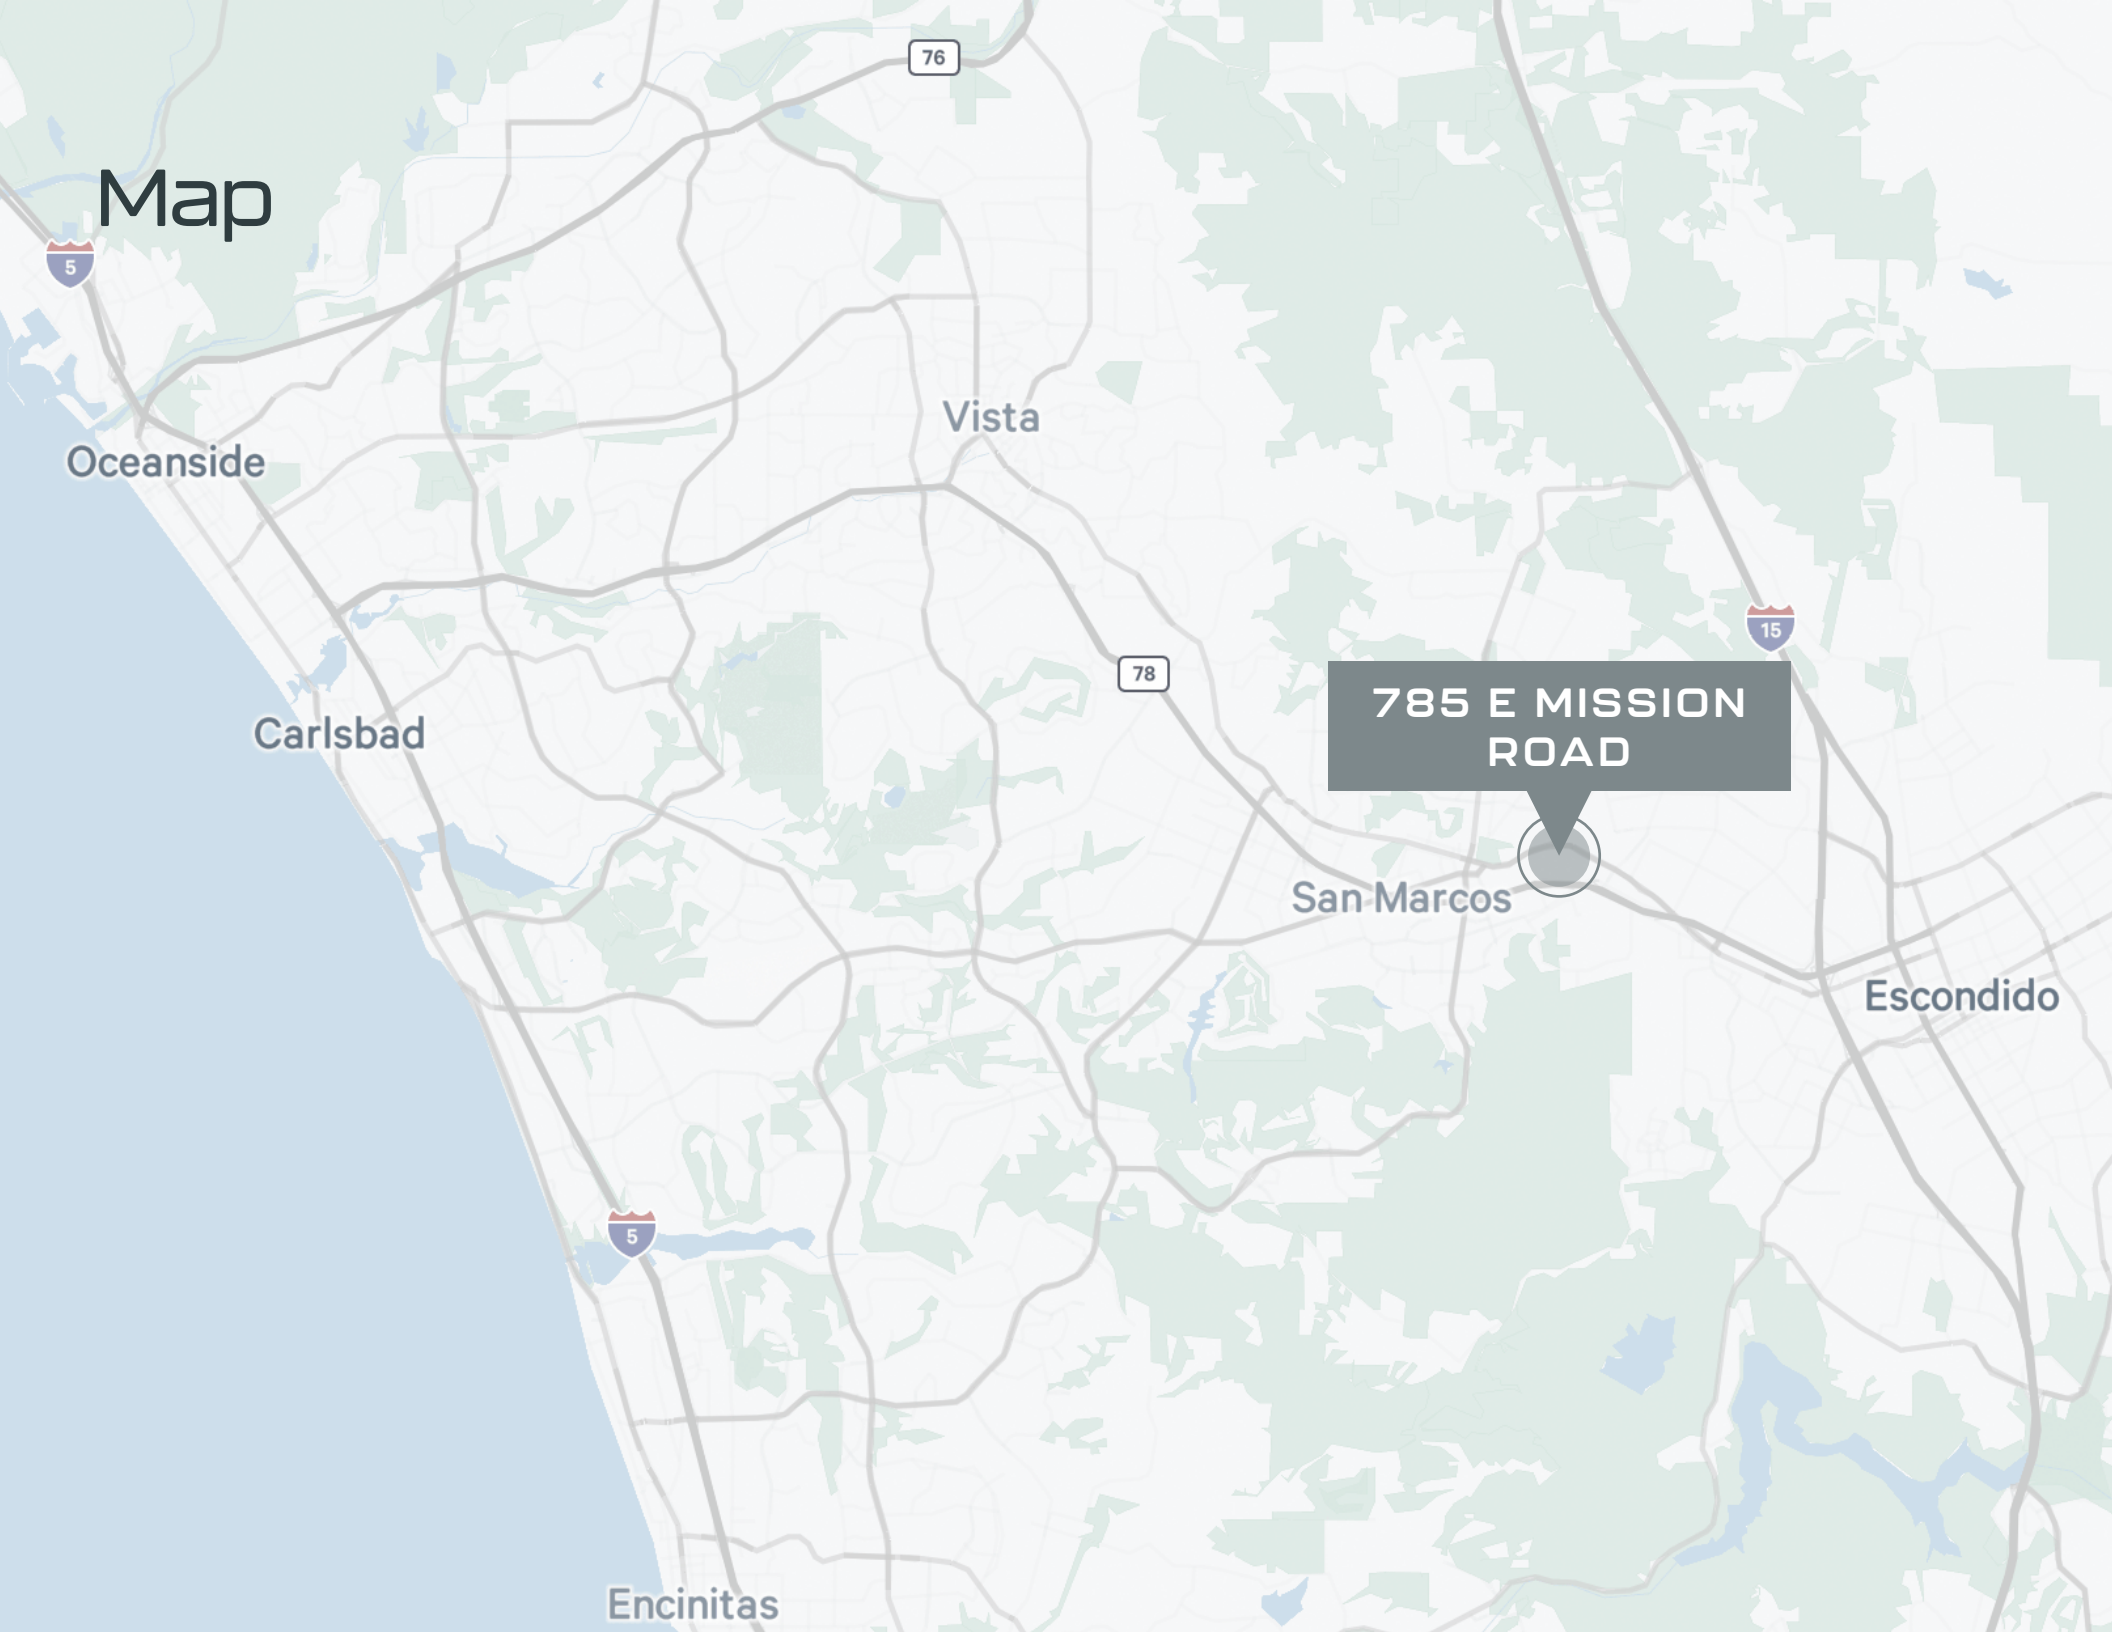 76
Map
5
Vista
Oceanside
15
78
785 E MISSION
ROAD
Carlsbad
San Marcos
Escondido
5
Encinitas